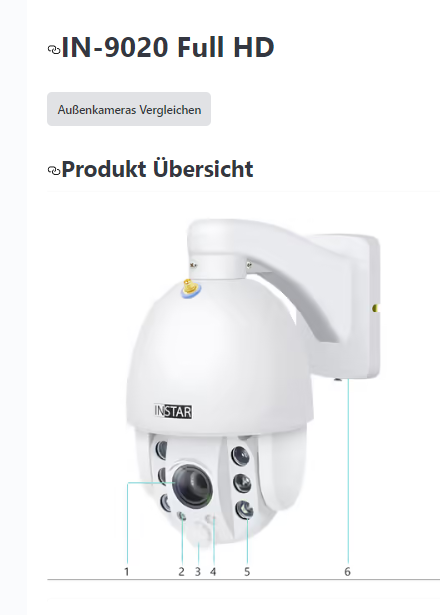 IN-9020 Full HD
Außenkameras Vergleichen
Produkt Übersicht
INSTAR
1 2 3 4 5 6